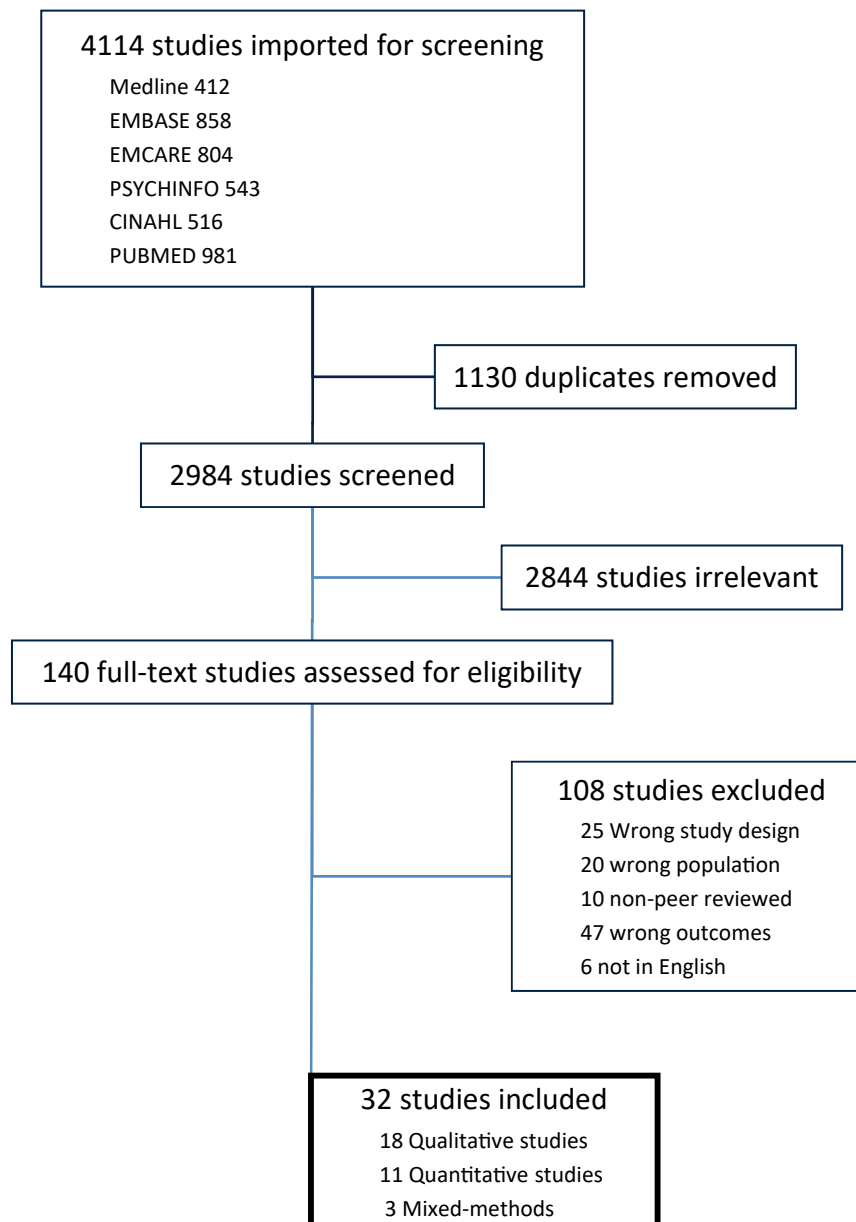 4114 studies imported for screening
Medline 412
EMBASE 858
EMCARE 804
PSYCHINFO 543
CINAHL 516
PUBMED 981
1130 duplicates removed
2984 studies screened
2844 studies irrelevant
140 full-text studies assessed for eligibility
108 studies excluded
25 Wrong study design
20 wrong population
10 non-peer reviewed
47 wrong outcomes
6 not in English
32 studies included
18 Qualitative studies
11 Quantitative studies
3 Mixed-methods